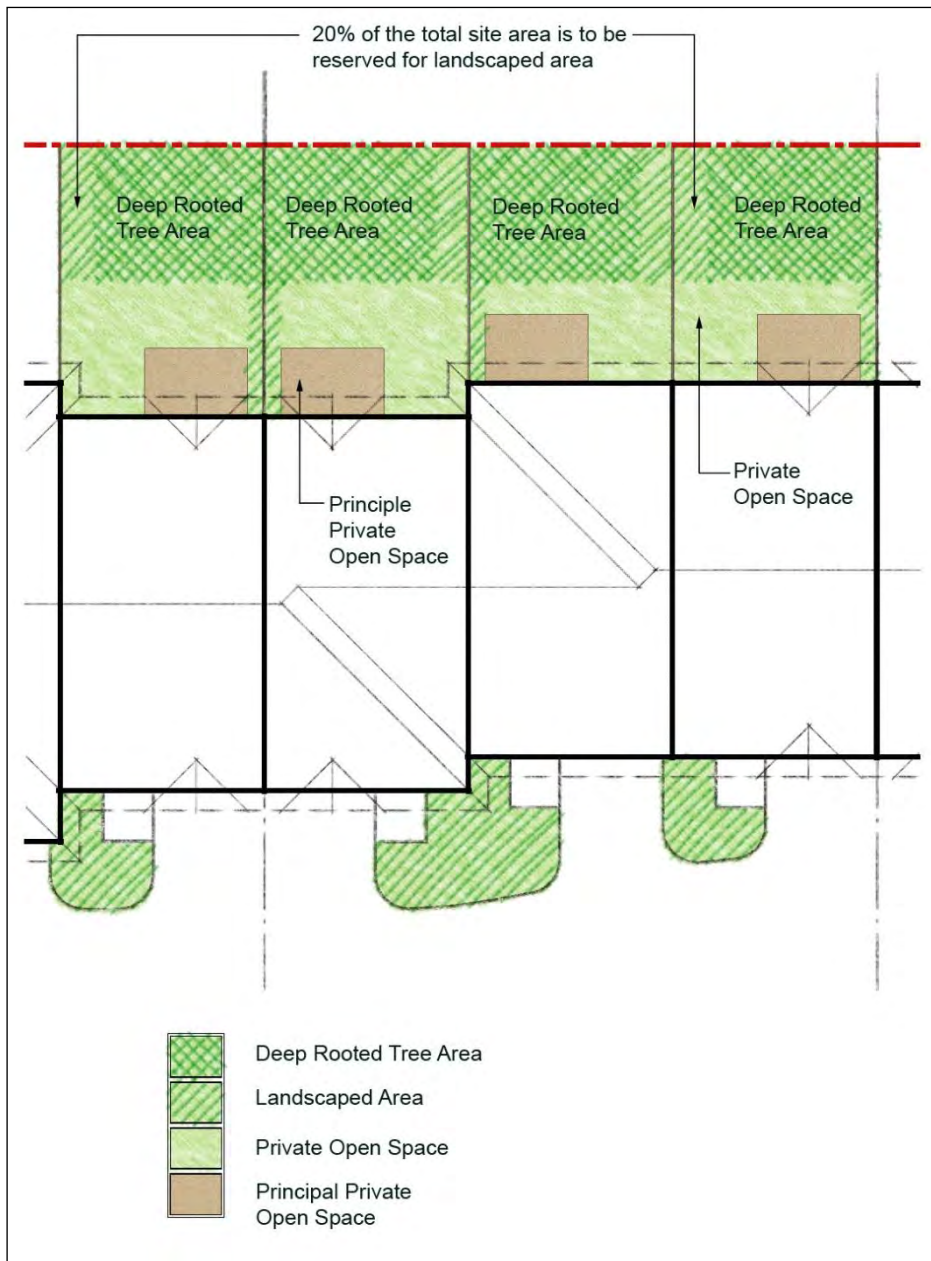 20% of the total site area is to be
reserved for landscaped area
Deep Rooted
Tree Area
Deep Rooted
Tree Area
Deep Rooted
Tree Area
Deep Rooted
Tree Area
Principle
Private
Open Space
Private
Open Space
Deep Rooted Tree Area
Landscaped Area
Private Open Space
Principal Private
Open Space